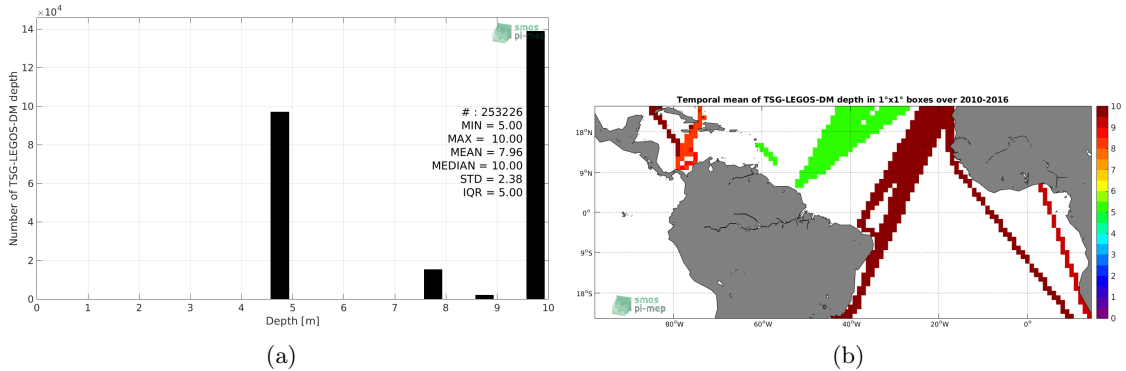 ×10⁴
14
12
10
8
6
4
2
0
Number of TSG-LEGOS-DM depth
smos
pi-mep
# : 253226
MIN = 5.00
MAX = 10.00
MEAN = 7.96
MEDIAN = 10.00
STD = 2.38
IQR = 5.00
0 1 2 3 4 5 6 7 8 9 10
Depth [m]
(a)
Temporal mean of TSG-LEGOS-DM depth in 1°x1° boxes over 2010-2016
18°N
9°N
0°
9°S
18°S
smos
pi-mep
80°W 60°W 40°W 20°W 0°
10
9
8
7
6
5
4
3
2
1
0
(b)